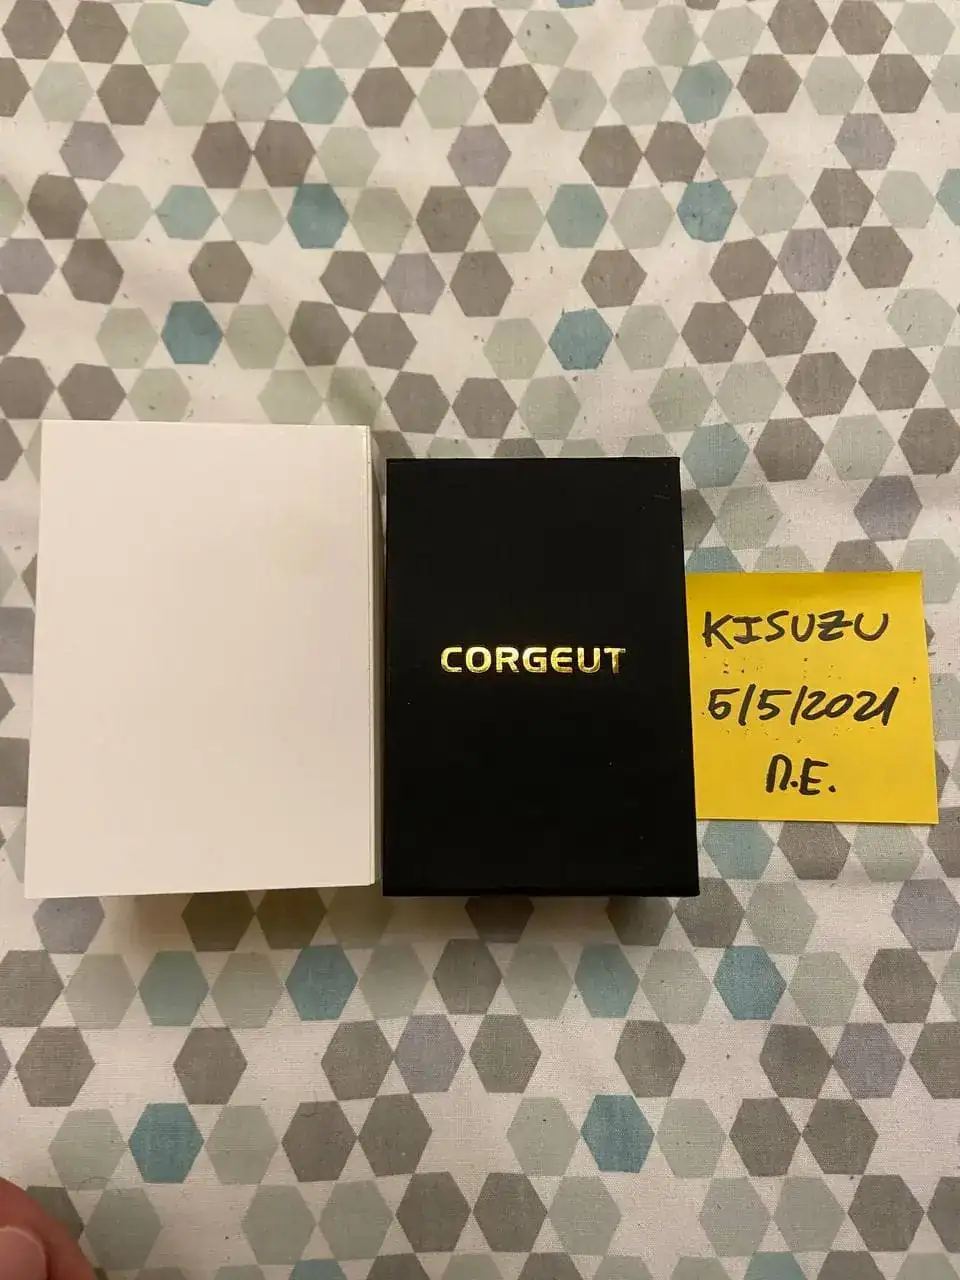 CORGEUT
KISUZU
5/5/2021
n.E.